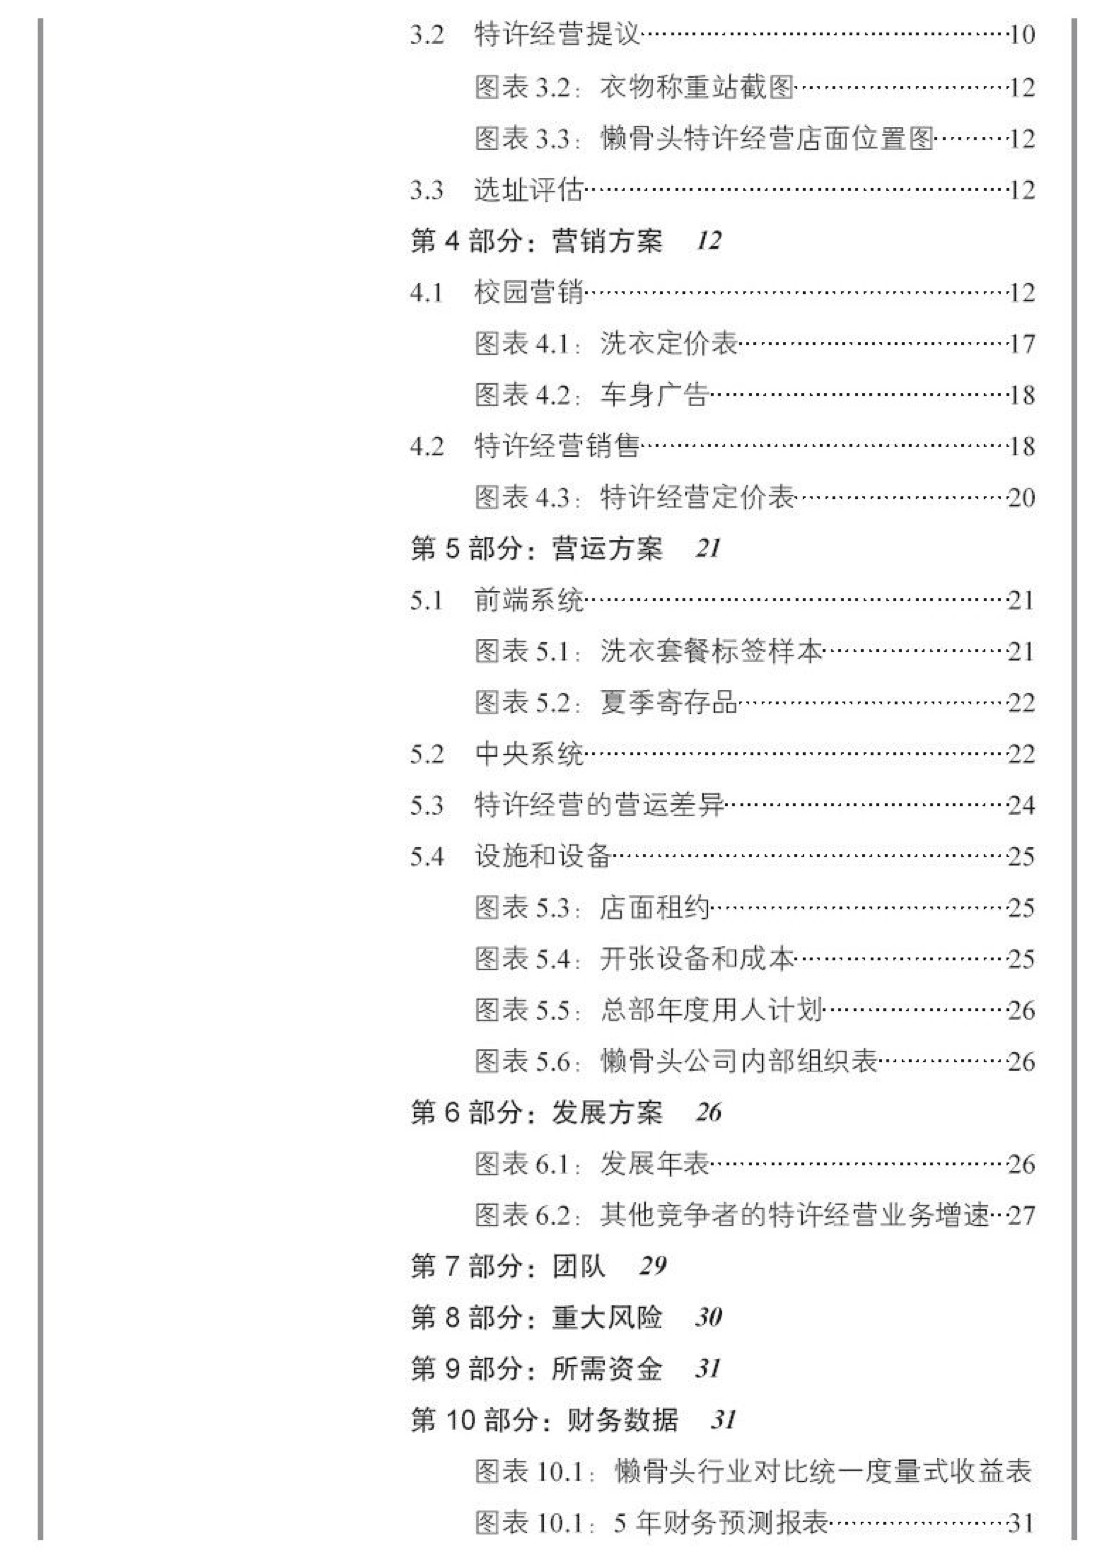 3.2 特许经营提议……………………………………10
图表 3.2：衣物称重站截图……………………12
图表 3.3：懒骨头特许经营店面位置图………12
3.3 选址评估…………………………………………12
第 4 部分：营销方案 12
4.1 校园营销…………………………………………12
图表 4.1：洗衣定价表…………………………17
图表 4.2：车身广告……………………………18
4.2 特许经营销售……………………………………18
图表 4.3：特许经营定价表……………………20
第 5 部分：营运方案 21
5.1 前端系统…………………………………………21
图表 5.1：洗衣套餐标签样本…………………21
图表 5.2：夏季寄存品…………………………22
5.2 中央系统…………………………………………22
5.3 特许经营的营运差异……………………………24
5.4 设施和设备………………………………………25
图表 5.3：店面租约……………………………25
图表 5.4：开张设备和成本……………………25
图表 5.5：总部年度用人计划…………………26
图表 5.6：懒骨头公司内部组织表……………26
第 6 部分：发展方案 26
图表 6.1：发展年表……………………………26
图表 6.2：其他竞争者的特许经营业务增速…27
第 7 部分：团队 29
第 8 部分：重大风险 30
第 9 部分：所需资金 31
第 10 部分：财务数据 31
图表 10.1：懒骨头行业对比统一度量式收益表
图表 10.1：5 年财务预测报表…………………31